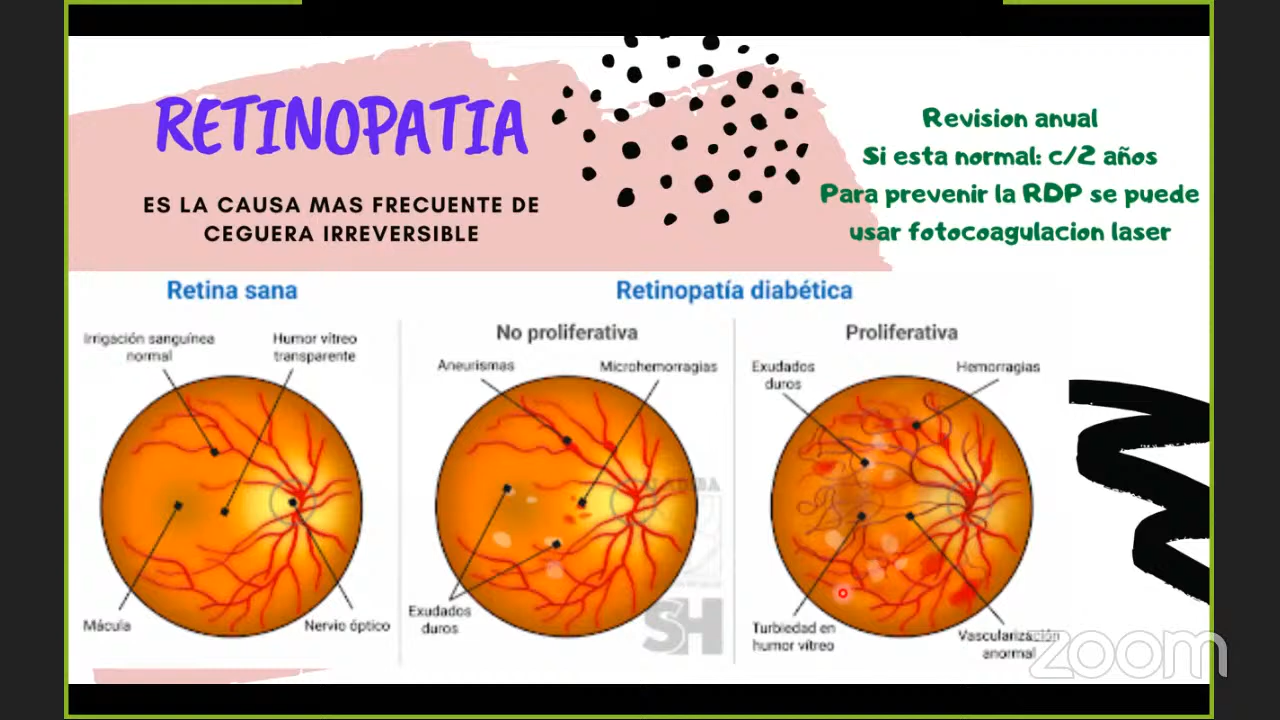 RETINOPATIA
ES LA CAUSA MAS FRECUENTE DE
CEGUERA IRREVERSIBLE
Revision anual
Si esta normal: c/2 años
Para prevenir la RDP se puede
usar fotocoagulacion laser
Retina sana
Irrigación sanguínea
normal
Humor vítreo
transparente
Mácula
Nervio óptico
Retinopatía diabética
No proliferativa
Aneurismas
Microhemorragias
Exudados
duros
Proliferativa
Exudados
duros
Hemorragias
Turbiedad en
humor vítreo
Vascularización
anormal
SH
zoom